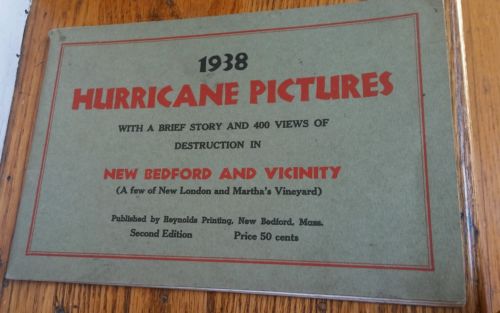 1938
HURRICANE PICTURES
WITH A BRIEF STORY AND 400 VIEWS OF
DESTRUCTION IN
NEW BEDFORD AND VICINITY
(A few of New London and Martha's Vineyard)
Published by Reynolds Printing, New Bedford, Mass.
Second Edition Price 50 cents